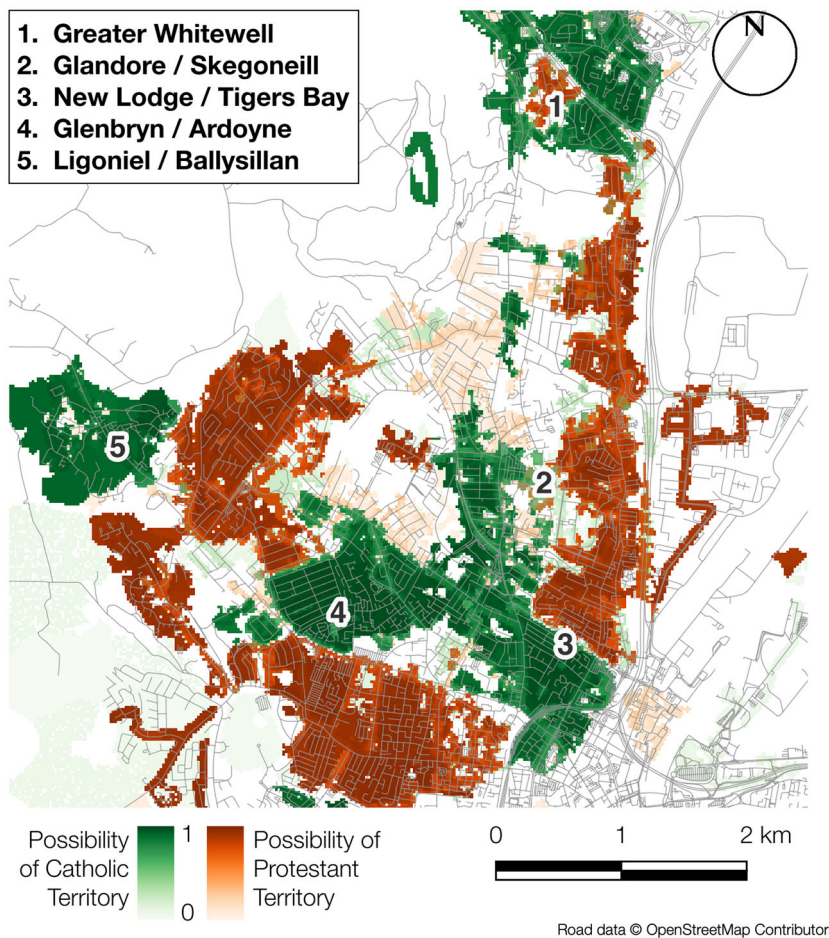 1. Greater Whitewell
2. Glandore / Skegoneill
3. New Lodge / Tigers Bay
4. Glenbryn / Ardoyne
5. Ligoniel / Ballysillan
N
1
5
2
4
3
Possibility of Catholic Territory
1
0
Possibility of Protestant Territory
0 1 2 km
Road data © OpenStreetMap Contributor